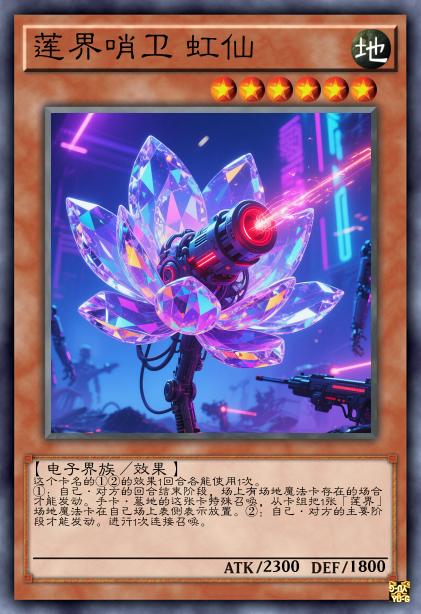 莲界哨卫 虹仙
地
【电子界族／效果】
这个卡名的①②的效果1回合各能使用1次。
①：自己·对方的回合结束阶段，场上有场地魔法卡存在的场合
才能发动。手卡·墓地的这张卡特殊召唤，从卡组把1张「莲界」
魔法陷阱卡在自己场上表侧表示放置。②：自己·对方的主要阶
段才能发动。进行1次连接召唤。
ATK/2300 DEF/1800